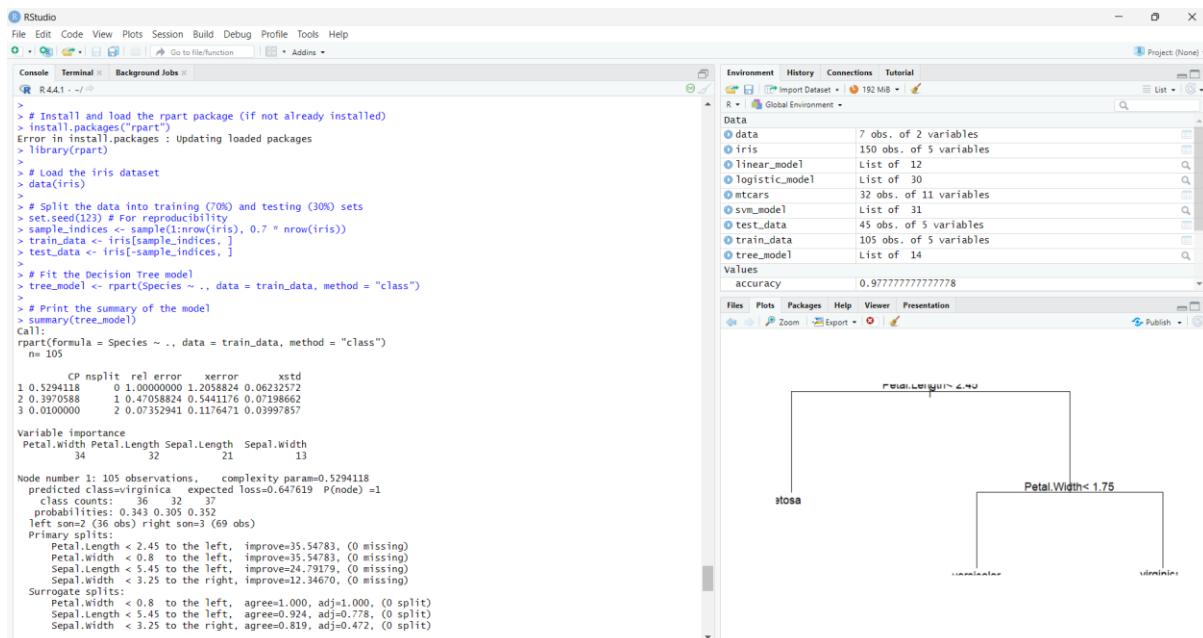 RStudio
File Edit Code View Plots Session Build Debug Profile Tools Help
Go to file/function Addins Project: (None)
Console Terminal Background Jobs
R 4.4.1 · ~/
>
> # Install and load the rpart package (if not already installed)
> install.packages("rpart")
Error in install.packages : Updating loaded packages
> library(rpart)
>
> # Load the iris dataset
> data(iris)
>
> # Split the data into training (70%) and testing (30%) sets
> set.seed(123) # For reproducibility
> sample_indices <- sample(1:nrow(iris), 0.7 * nrow(iris))
> train_data <- iris[sample_indices, ]
> test_data <- iris[-sample_indices, ]
>
> # Fit the Decision Tree model
> tree_model <- rpart(Species ~ ., data = train_data, method = "class")
>
> # Print the summary of the model
> summary(tree_model)
Call:
rpart(formula = Species ~ ., data = train_data, method = "class")
n= 105
CP nsplit rel error xerror xstd
1 0.5294118 0 1.00000000 1.2058824 0.06232572
2 0.3970588 1 0.47058824 0.5441176 0.07198662
3 0.0100000 2 0.07352941 0.1176471 0.03997857
Variable importance
Petal.Width Petal.Length Sepal.Length Sepal.Width
34 32 21 13
Node number 1: 105 observations, complexity param=0.5294118
predicted class=virginica expected loss=0.647619 P(node) =1
class counts: 36 32 37
probabilities: 0.343 0.305 0.352
left son=2 (36 obs) right son=3 (69 obs)
Primary splits:
Petal.Length < 2.45 to the left, improve=35.54783, (0 missing)
Petal.Width < 0.8 to the left, improve=35.54783, (0 missing)
Sepal.Length < 5.45 to the left, improve=24.79179, (0 missing)
Sepal.Width < 3.25 to the right, improve=12.34670, (0 missing)
Surrogate splits:
Petal.Width < 0.8 to the left, agree=1.000, adj=1.000, (0 split)
Sepal.Length < 5.45 to the left, agree=0.924, adj=0.778, (0 split)
Sepal.Width < 3.25 to the right, agree=0.819, adj=0.472, (0 split)
Environment History Connections Tutorial
Import Dataset 192 MiB List
R Global Environment
Data
data 7 obs. of 2 variables
iris 150 obs. of 5 variables
linear_model List of 12
logistic_model List of 30
mtcars 32 obs. of 11 variables
svm_model List of 31
test_data 45 obs. of 5 variables
train_data 105 obs. of 5 variables
tree_model List of 14
Values
accuracy 0.977777777777778
Files Plots Packages Help Viewer Presentation
Zoom Export Publish
Petal.Length< 2.45
Petal.Width< 1.75
etosa
versicolor virginic